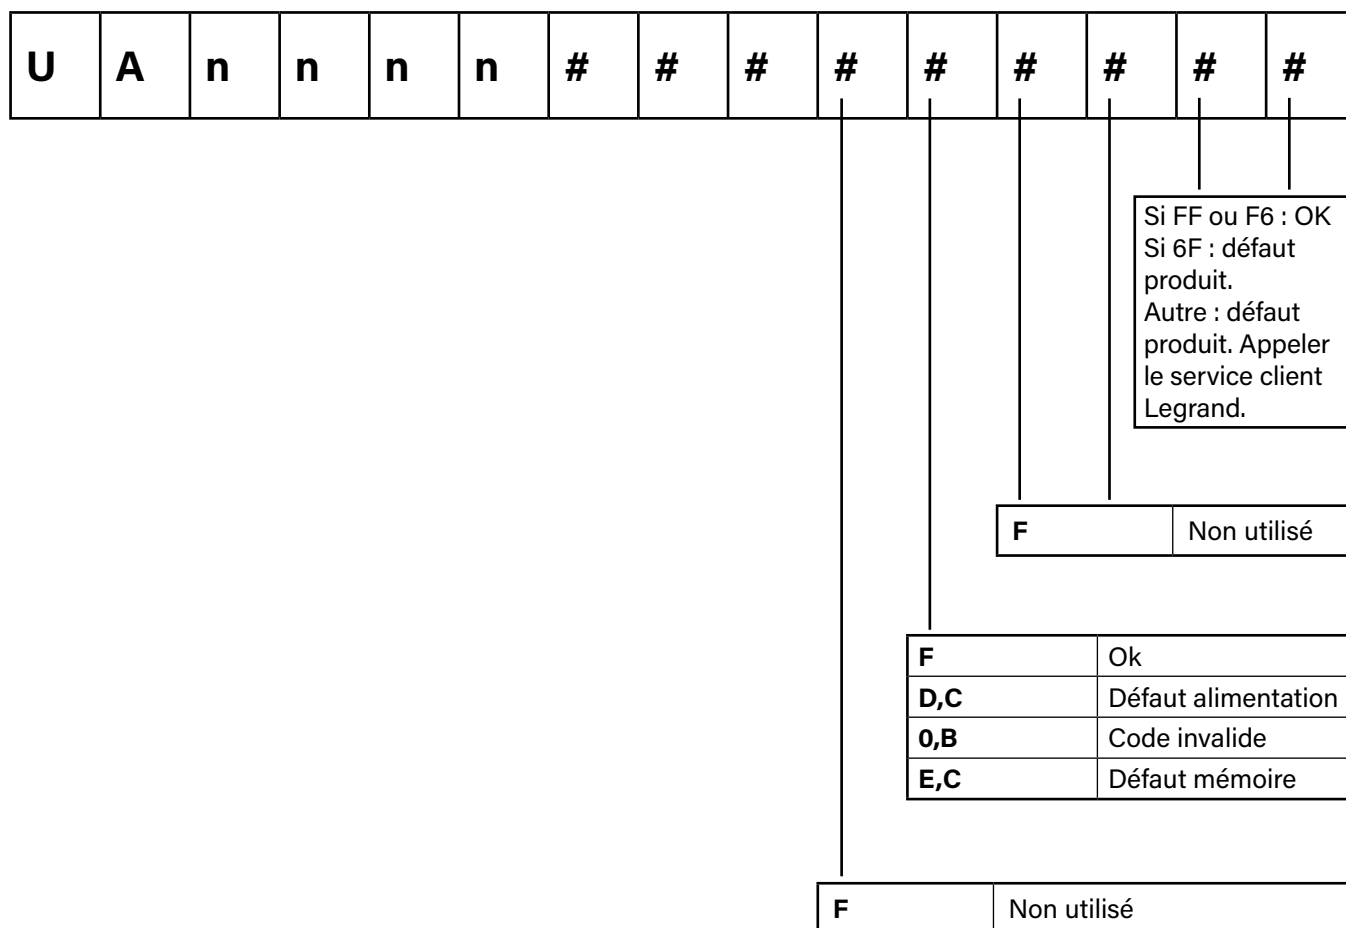 U A n n n n # # # # # # # # #
Si FF ou F6 : OK
Si 6F : défaut
produit.
Autre : défaut
produit. Appeler
le service client
Legrand.
F Non utilisé
F Ok
D,C Défaut alimentation
0,B Code invalide
E,C Défaut mémoire
F Non utilisé